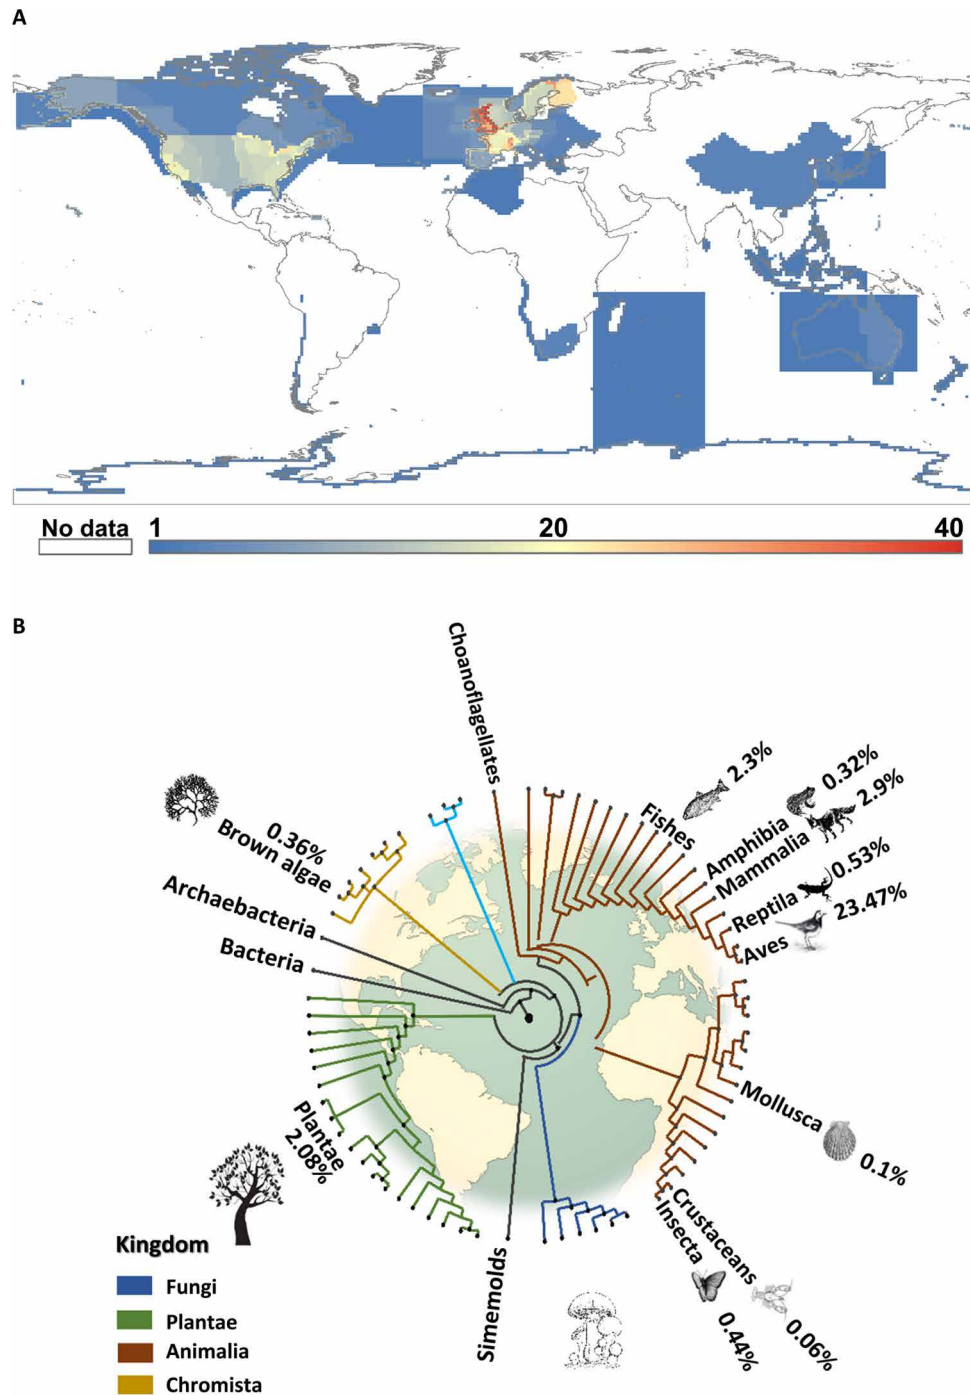 A
No data
1
20
40
B
Choanoflagellates
2.3%
Fishes
0.32%
Amphibia
2.9%
Mammalia
0.53%
Reptila
23.47%
Aves
0.36%
Brown algae
Archaebacteria
Bacteria
Plantae
2.08%
Mollusca
0.1%
Crustaceans
0.06%
Insecta
0.44%
Simemolds
Kingdom
Fungi
Plantae
Animalia
Chromista